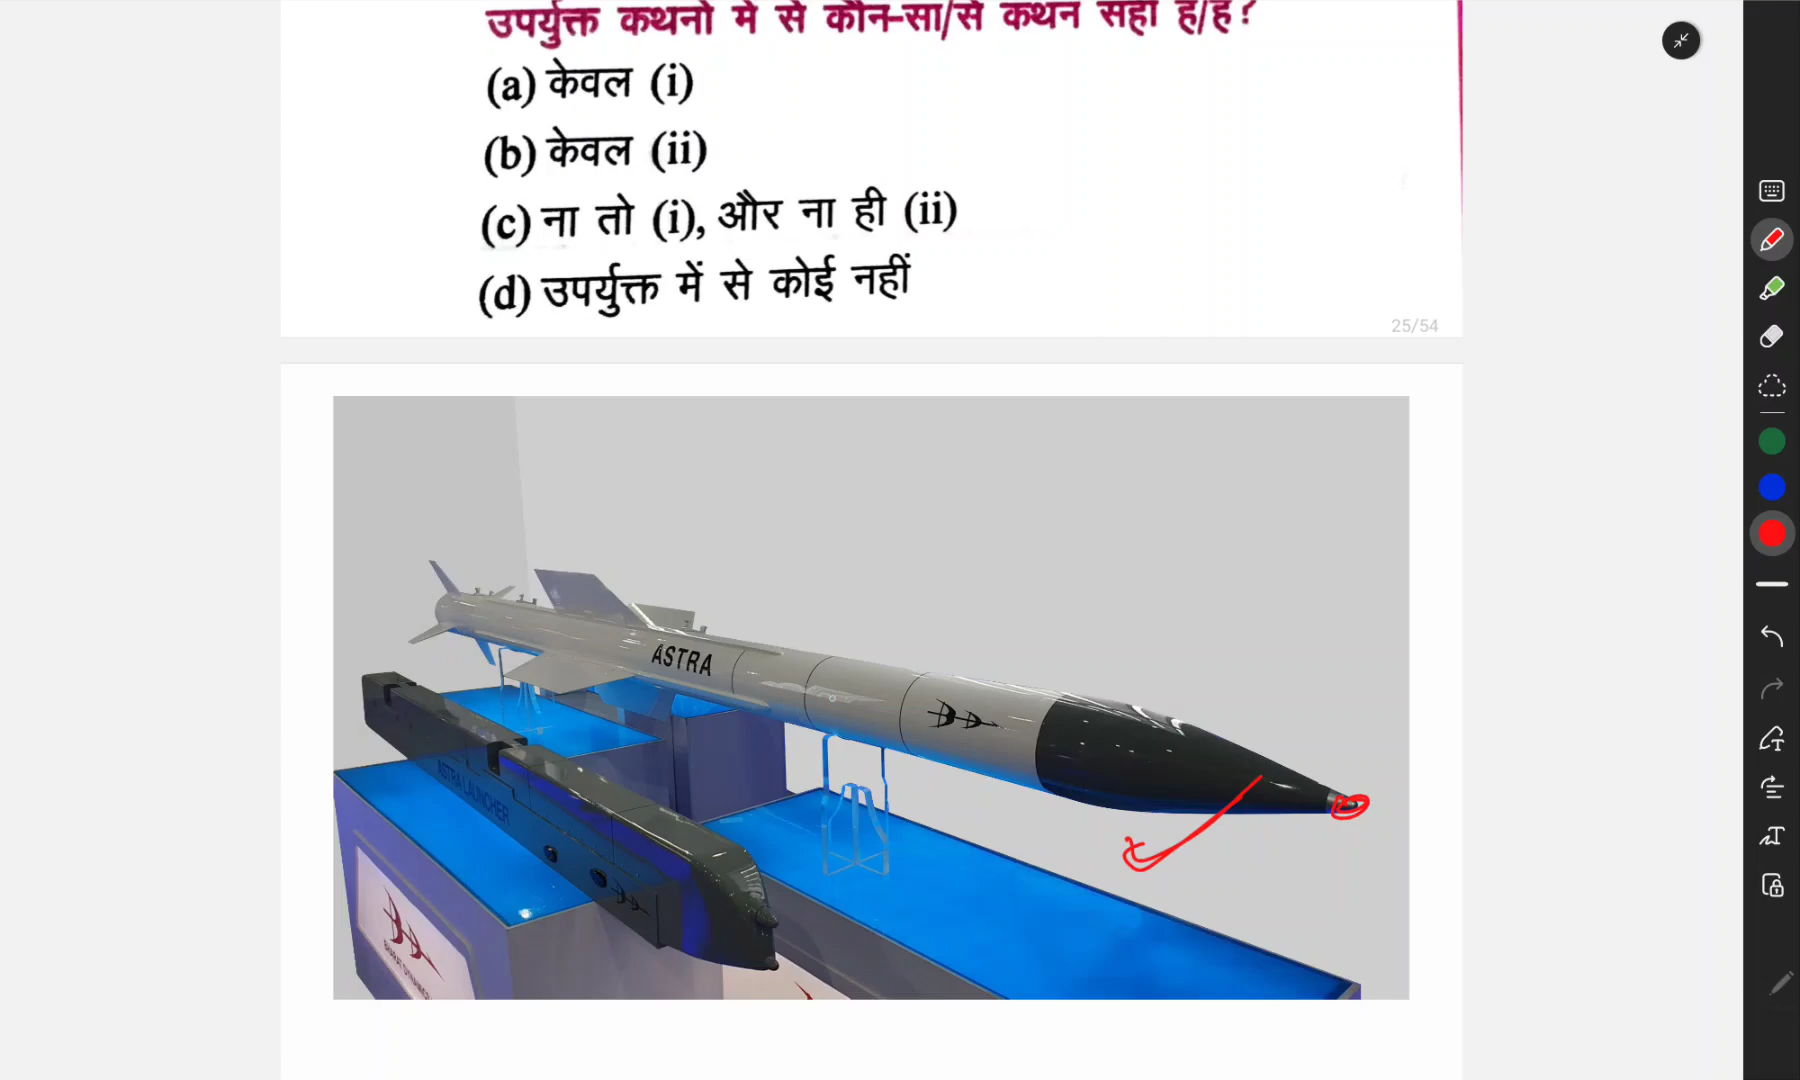 उपर्युक्त कथनों में से कौन-सा/से कथन सही है/हैं?
(a) केवल (i)
(b) केवल (ii)
(c) ना तो (i), और ना ही (ii)
(d) उपर्युक्त में से कोई नहीं
25/54
ASTRA
ASTRA LAUNCHER